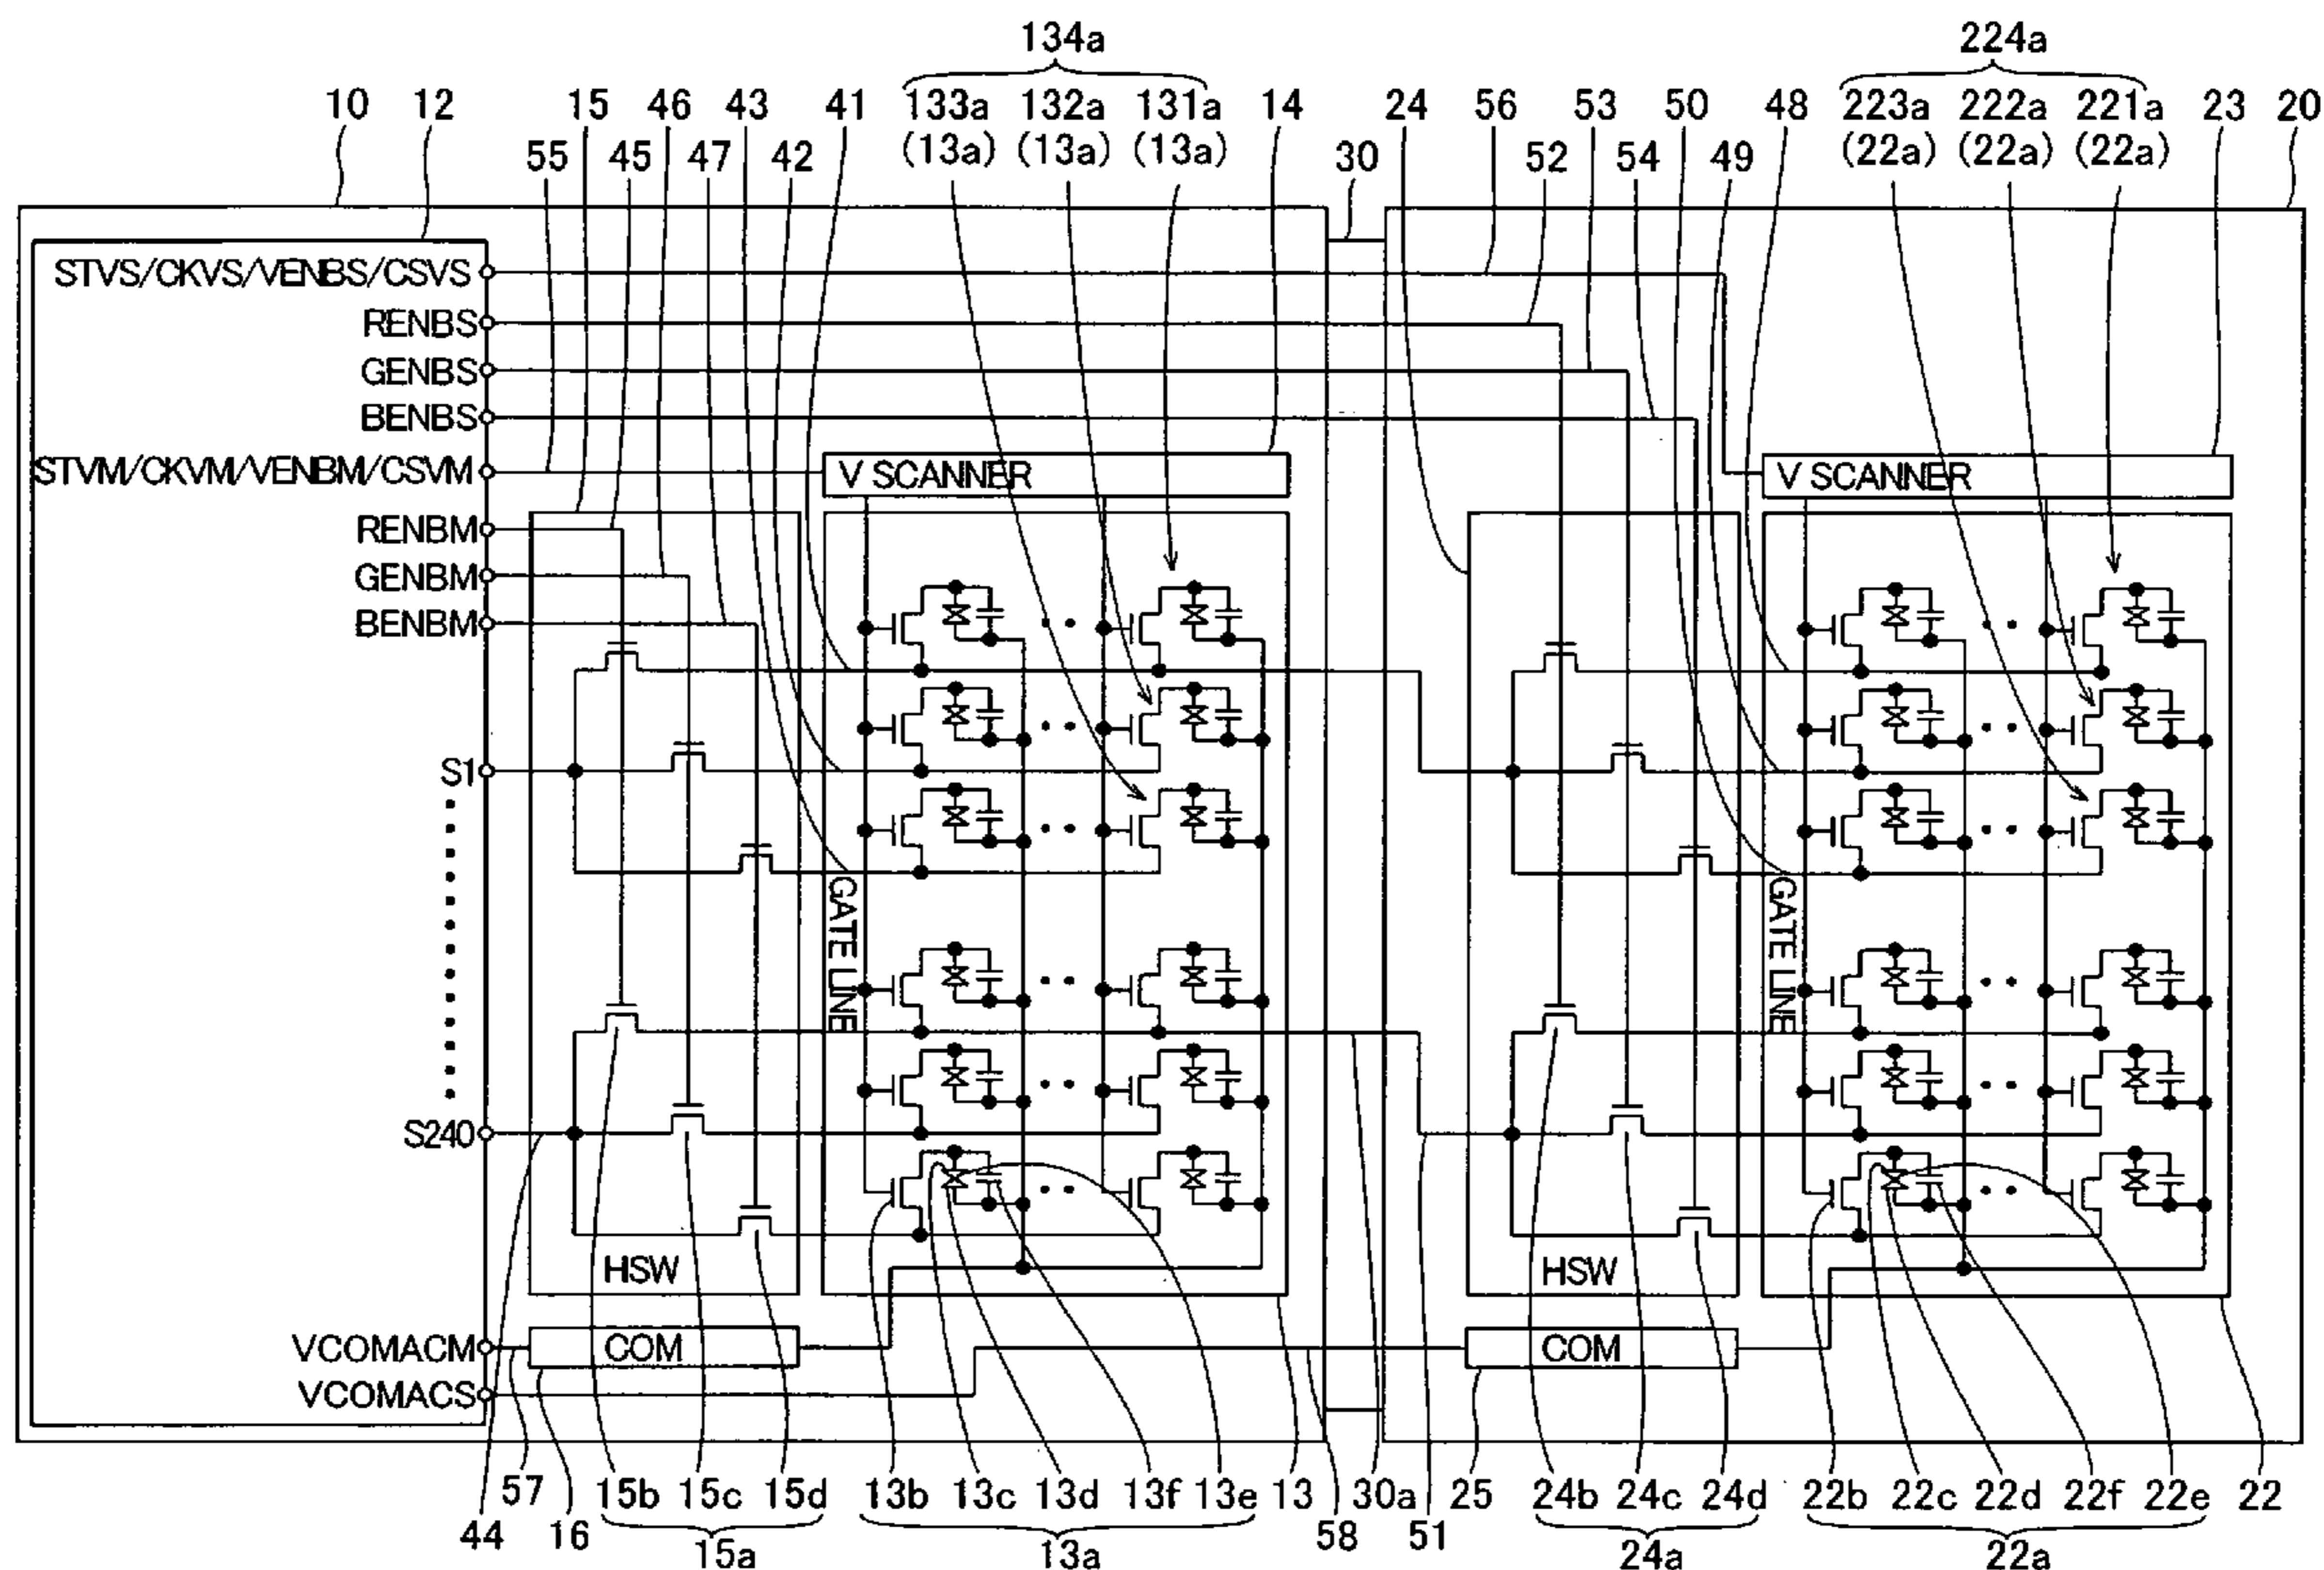 134a 224a
10 12 15 46 43 41 133a 132a 131a 14 24 56 53 50 48 223a 222a 221a 23 20
55 45 47 42 (13a) (13a) (13a) 30 52 54 49 (22a) (22a) (22a)
STVS/CKVS/VENBS/CSVS
RENBS
GENBS
BENBS
STVM/CKVM/VENBM/CSVM
V SCANNER V SCANNER
RENBM
GENBM
BENBM
S1
GATE LINE GATE LINE
S240
HSW HSW
VCOMACM COM COM
VCOMACS
57 15b 15c 15d 13b 13c 13d 13f 13e 13 30a 25 24b 24c 24d 22b 22c 22d 22f 22e 22
44 16 15a 13a 58 51 24a 22a